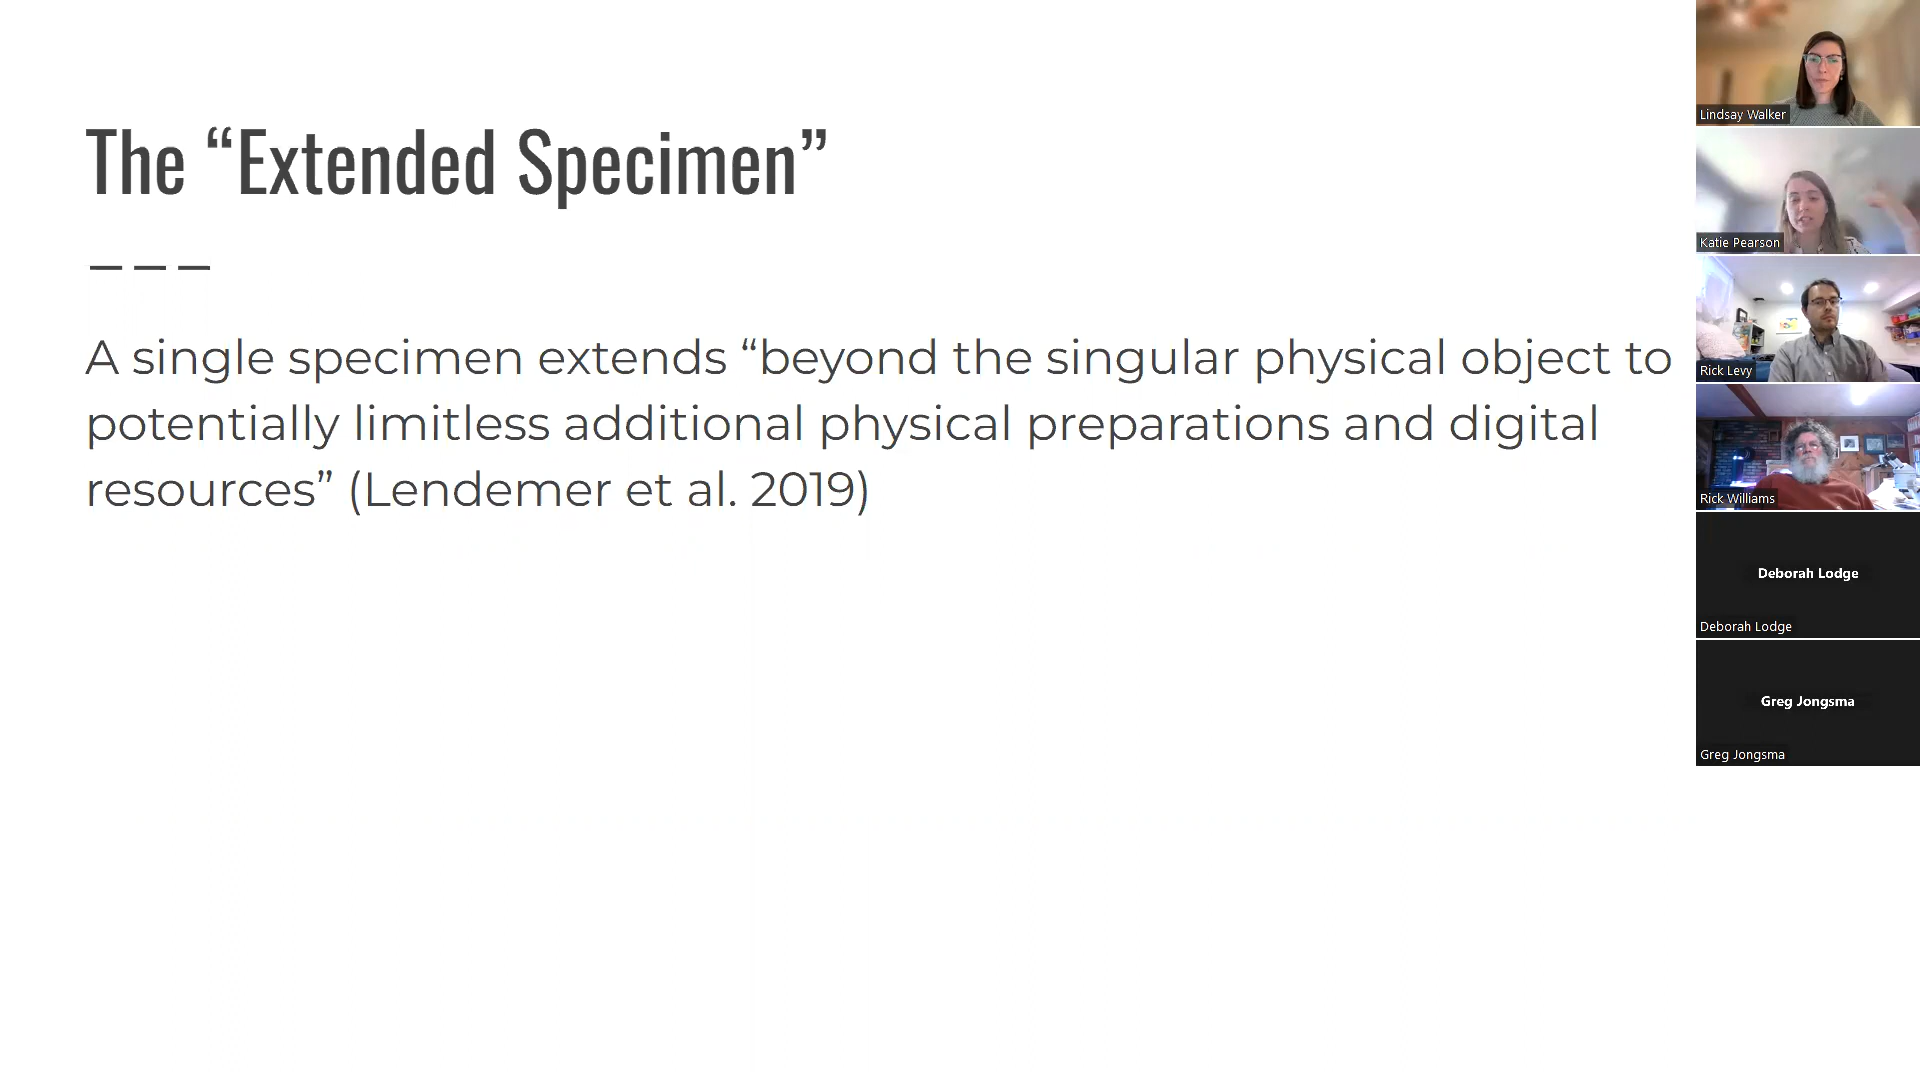 The “Extended Specimen”
A single specimen extends “beyond the singular physical object to
potentially limitless additional physical preparations and digital
resources” (Lendemer et al. 2019)
Lindsay Walker
Katie Pearson
Rick Levy
Rick Williams
Deborah Lodge
Deborah Lodge
Greg Jongsma
Greg Jongsma